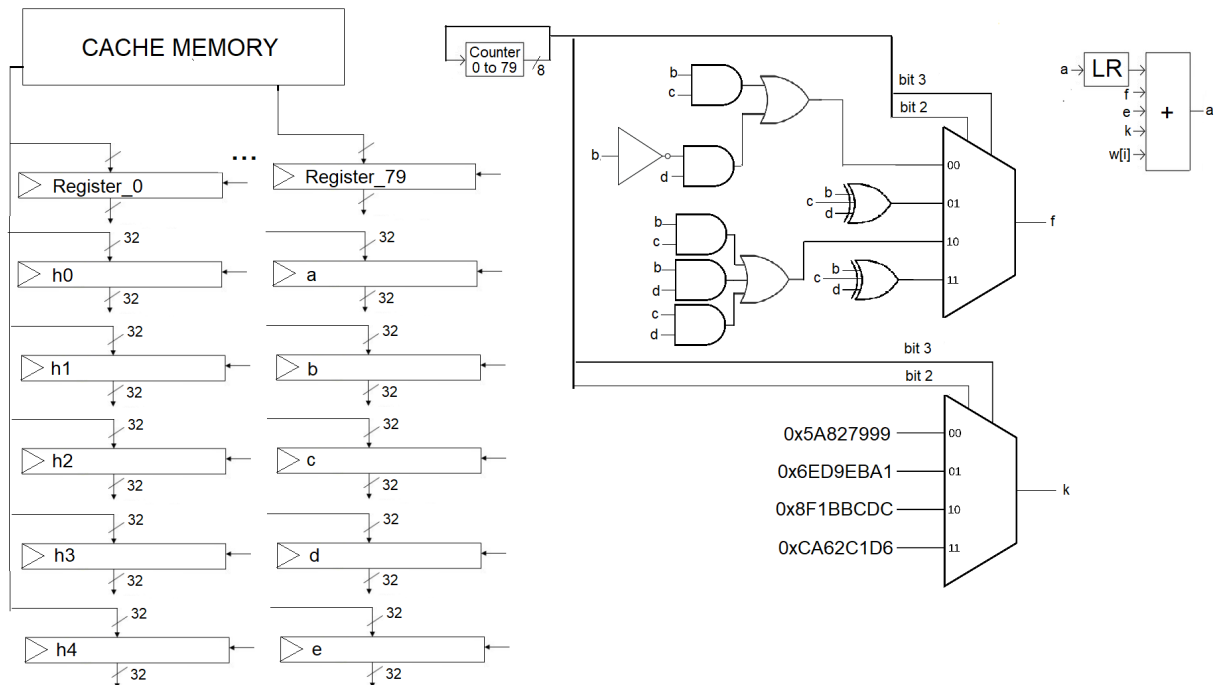 CACHE MEMORY
Register_0
...
Register_79
32
h0
32
32
a
32
32
h1
32
32
b
32
32
h2
32
32
c
32
32
h3
32
32
d
32
32
h4
32
32
e
32
Counter
0 to 79
8
b
c
b
d
b
c
b
d
c
d
b
c
d
b
c
d
bit 3
bit 2
00
01
10
11
f
bit 3
bit 2
0x5A827999
0x6ED9EBA1
0x8F1BBCDC
0xCA62C1D6
00
01
10
11
k
a
LR
f
e
k
w[i]
+
a